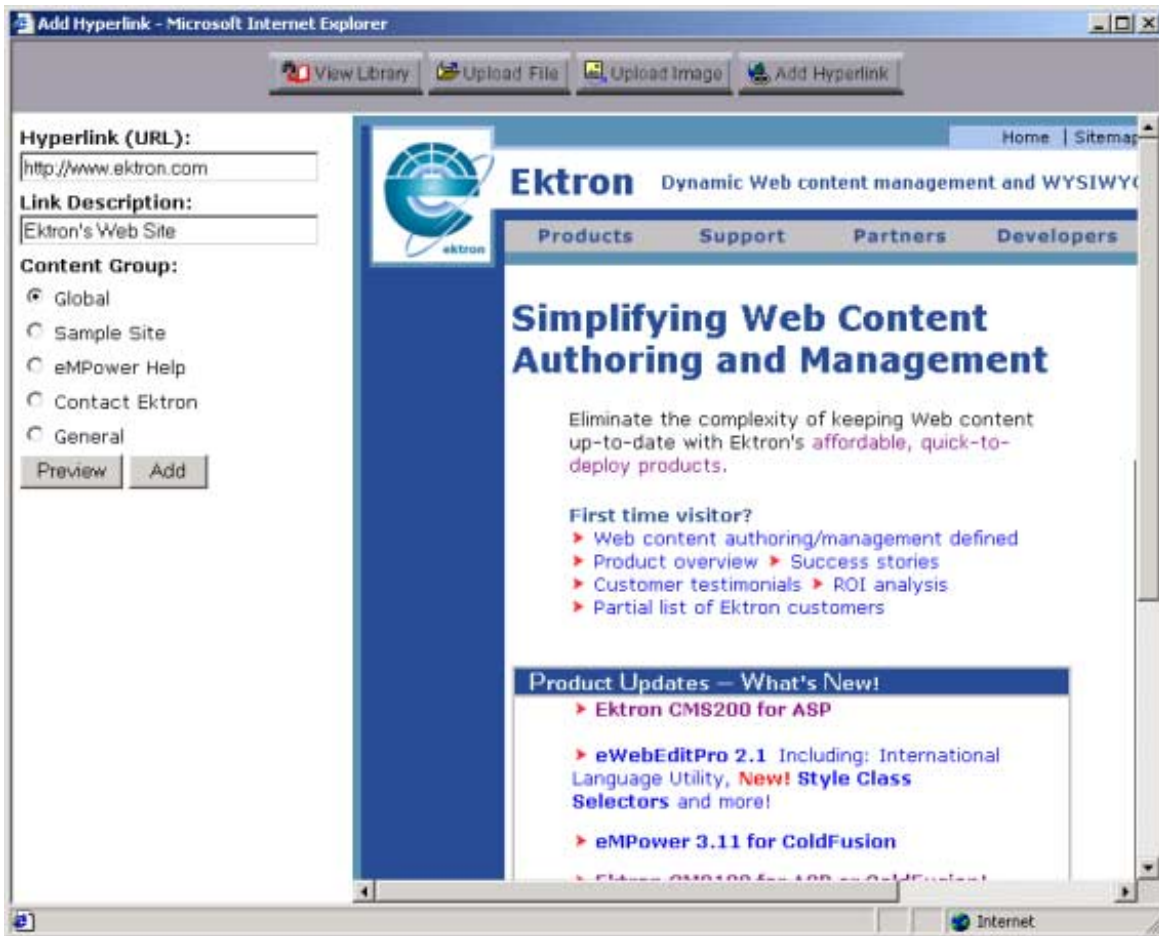 Add Hyperlink - Microsoft Internet Explorer
View Library Upload File Upload Image Add Hyperlink
Hyperlink (URL):
http://www.ektron.com
Link Description:
Ektron's Web Site
Content Group:
Global
Sample Site
eMPower Help
Contact Ektron
General
Preview Add
Home | Sitemap
ektron
Ektron Dynamic Web content management and WYSIWYG
Products Support Partners Developers
Simplifying Web Content
Authoring and Management
Eliminate the complexity of keeping Web content
up-to-date with Ektron's affordable, quick-to-
deploy products.
First time visitor?
Web content authoring/management defined
Product overview Success stories
Customer testimonials ROI analysis
Partial list of Ektron customers
Product Updates – What's New!
Ektron CMS200 for ASP
eWebEditPro 2.1 Including: International
Language Utility, New! Style Class
Selectors and more!
eMPower 3.11 for ColdFusion
Internet